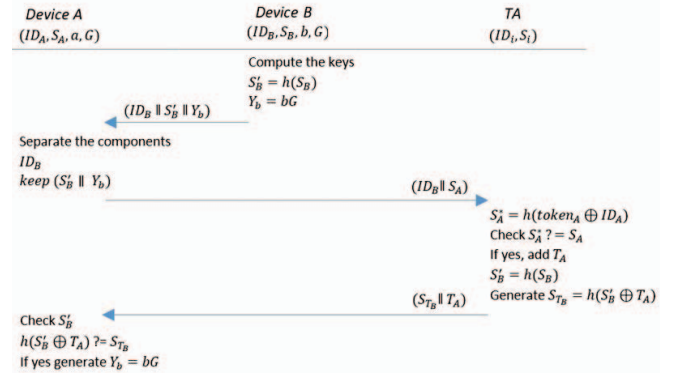 Device A Device B TA
(ID_A, S_A, a, G) (ID_B, S_B, b, G) (ID_i, S_i)
Compute the keys
S'_B = h(S_B)
Y_b = bG
(ID_B ∥ S'_B ∥ Y_b)
Separate the components
ID_B
keep (S'_B ∥ Y_b)
(ID_B ∥ S_A)
S*_A = h(token_A ⊕ ID_A)
Check S*_A ?= S_A
If yes, add T_A
S'_B = h(S_B)
(S_{T_B} ∥ T_A) Generate S_{T_B} = h(S'_B ⊕ T_A)
Check S'_B
h(S'_B ⊕ T_A) ?= S_{T_B}
If yes generate Y_b = bG